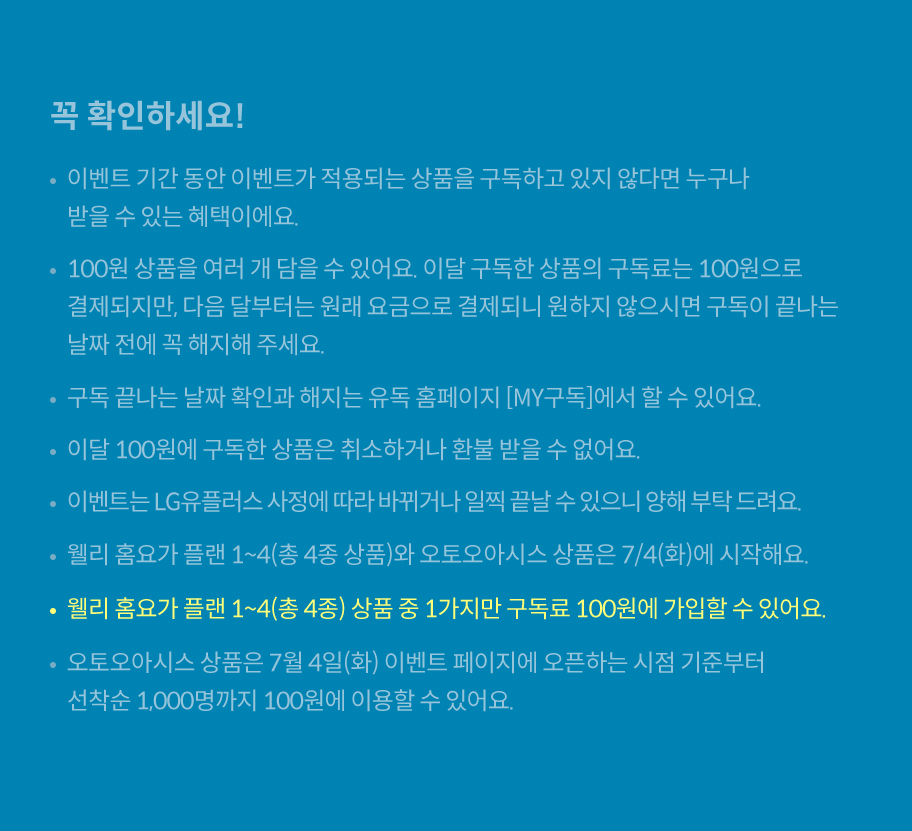 꼭 확인하세요!
• 이벤트 기간 동안 이벤트가 적용되는 상품을 구독하고 있지 않다면 누구나
받을 수 있는 혜택이에요.
• 100원 상품을 여러 개 담을 수 있어요. 이달 구독한 상품의 구독료는 100원으로
결제되지만, 다음 달부터는 원래 요금으로 결제되니 원하지 않으시면 구독이 끝나는
날짜 전에 꼭 해지해 주세요.
• 구독 끝나는 날짜 확인과 해지는 유독 홈페이지 [MY구독]에서 할 수 있어요.
• 이달 100원에 구독한 상품은 취소하거나 환불 받을 수 없어요.
• 이벤트는 LG유플러스 사정에 따라 바뀌거나 일찍 끝날 수 있으니 양해 부탁 드려요.
• 웰리 홈요가 플랜 1~4(총 4종 상품)와 오토오아시스 상품은 7/4(화)에 시작해요.
• 웰리 홈요가 플랜 1~4(총 4종) 상품 중 1가지만 구독료 100원에 가입할 수 있어요.
• 오토오아시스 상품은 7월 4일(화) 이벤트 페이지에 오픈하는 시점 기준부터
선착순 1,000명까지 100원에 이용할 수 있어요.